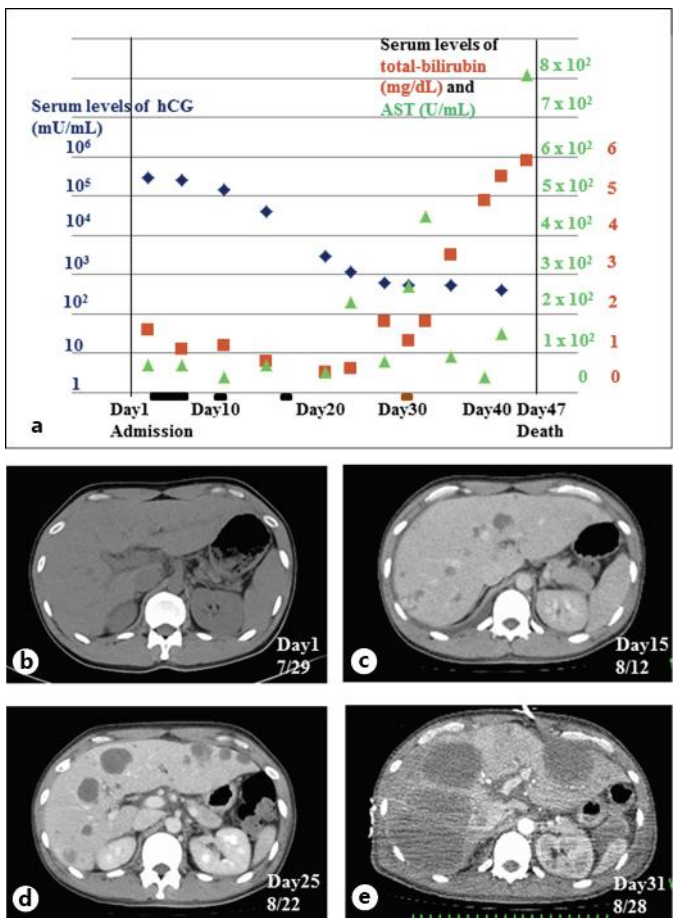 Serum levels of
total-bilirubin
(mg/dL) and
AST (U/mL)
Serum levels of hCG
(mU/mL)
8 x 10²
7 x 10²
10⁶ 6 x 10² 6
10⁵ 5 x 10² 5
10⁴ 4 x 10² 4
10³ 3 x 10² 3
10² 2 x 10² 2
10 1 x 10² 1
1 0 0
Day1 Day10 Day20 Day30 Day40 Day47
Admission Death
a
b Day1
7/29
c Day15
8/12
d Day25
8/22
e Day31
8/28